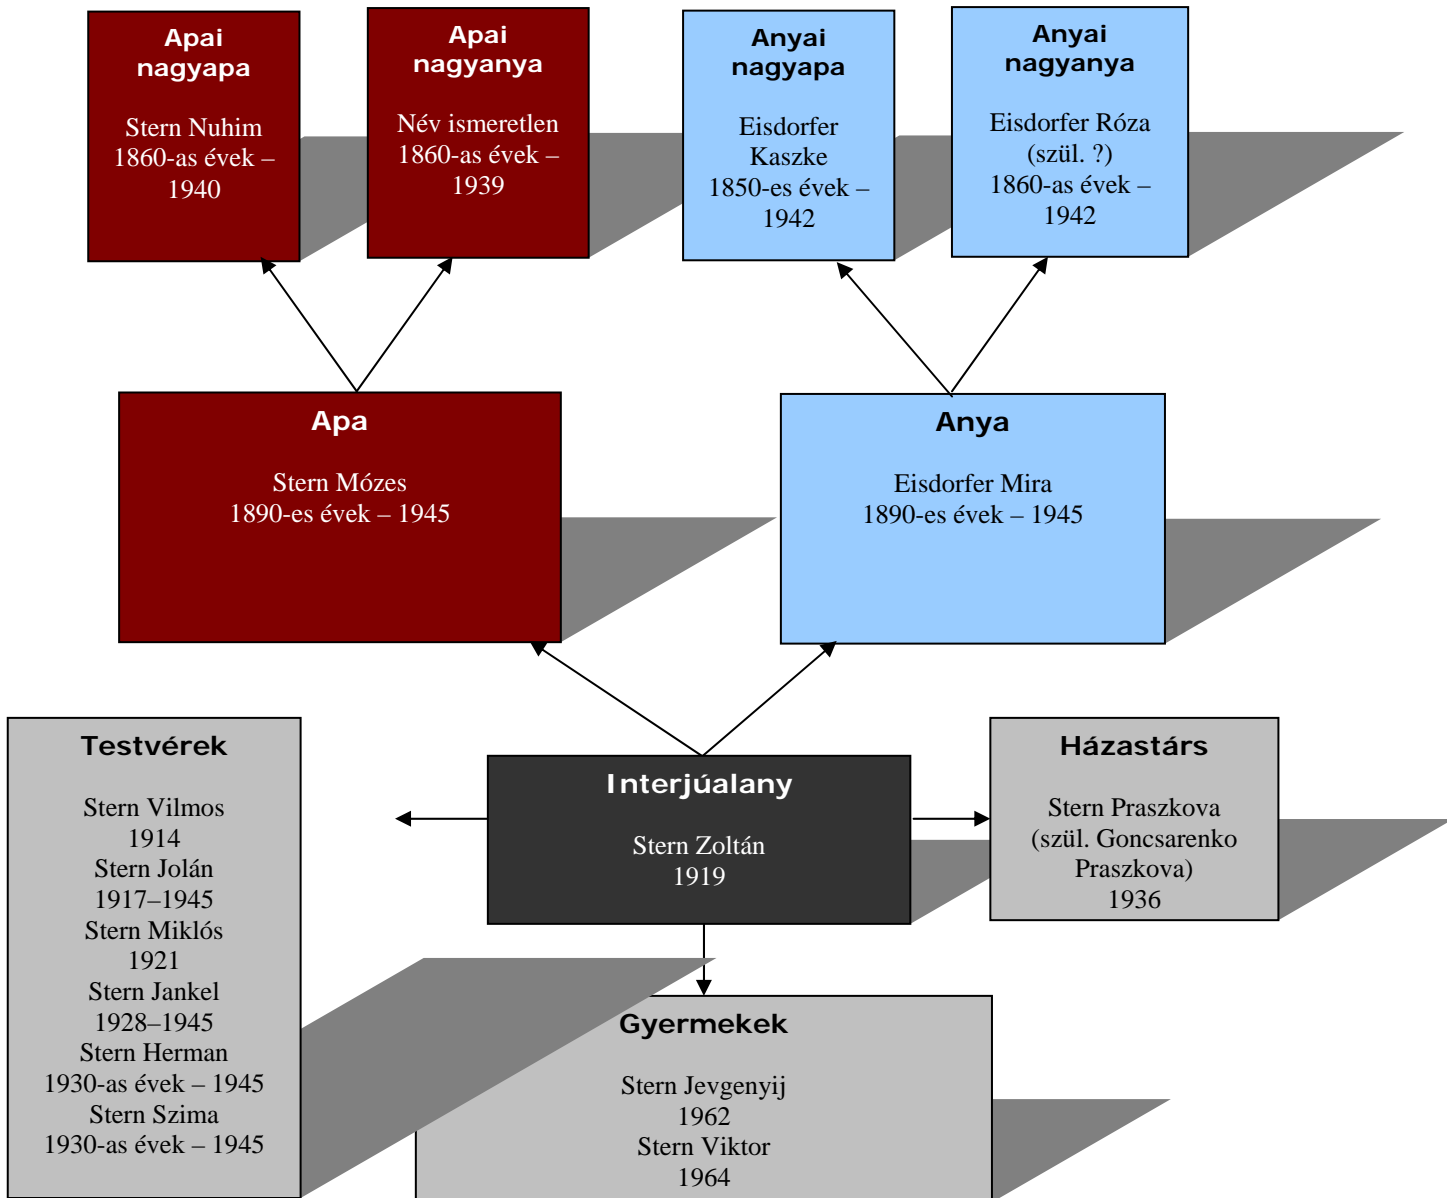 Apai
nagyapa
Stern Nuhim
1860-as évek –
1940
Apai
nagyanya
Név ismeretlen
1860-as évek –
1939
Anyai
nagyapa
Eisdorfer
Kaszke
1850-es évek –
1942
Anyai
nagyanya
Eisdorfer Róza
(szül. ?)
1860-as évek –
1942
Apa
Stern Mózes
1890-es évek – 1945
Anya
Eisdorfer Mira
1890-es évek – 1945
Testvérek
Stern Vilmos
1914
Stern Jolán
1917–1945
Stern Miklós
1921
Stern Jankel
1928–1945
Stern Herman
1930-as évek – 1945
Stern Szima
1930-as évek – 1945
Interjúalany
Stern Zoltán
1919
Házastárs
Stern Praszkova
(szül. Goncsarenko
Praszkova)
1936
Gyermekek
Stern Jevgenyij
1962
Stern Viktor
1964